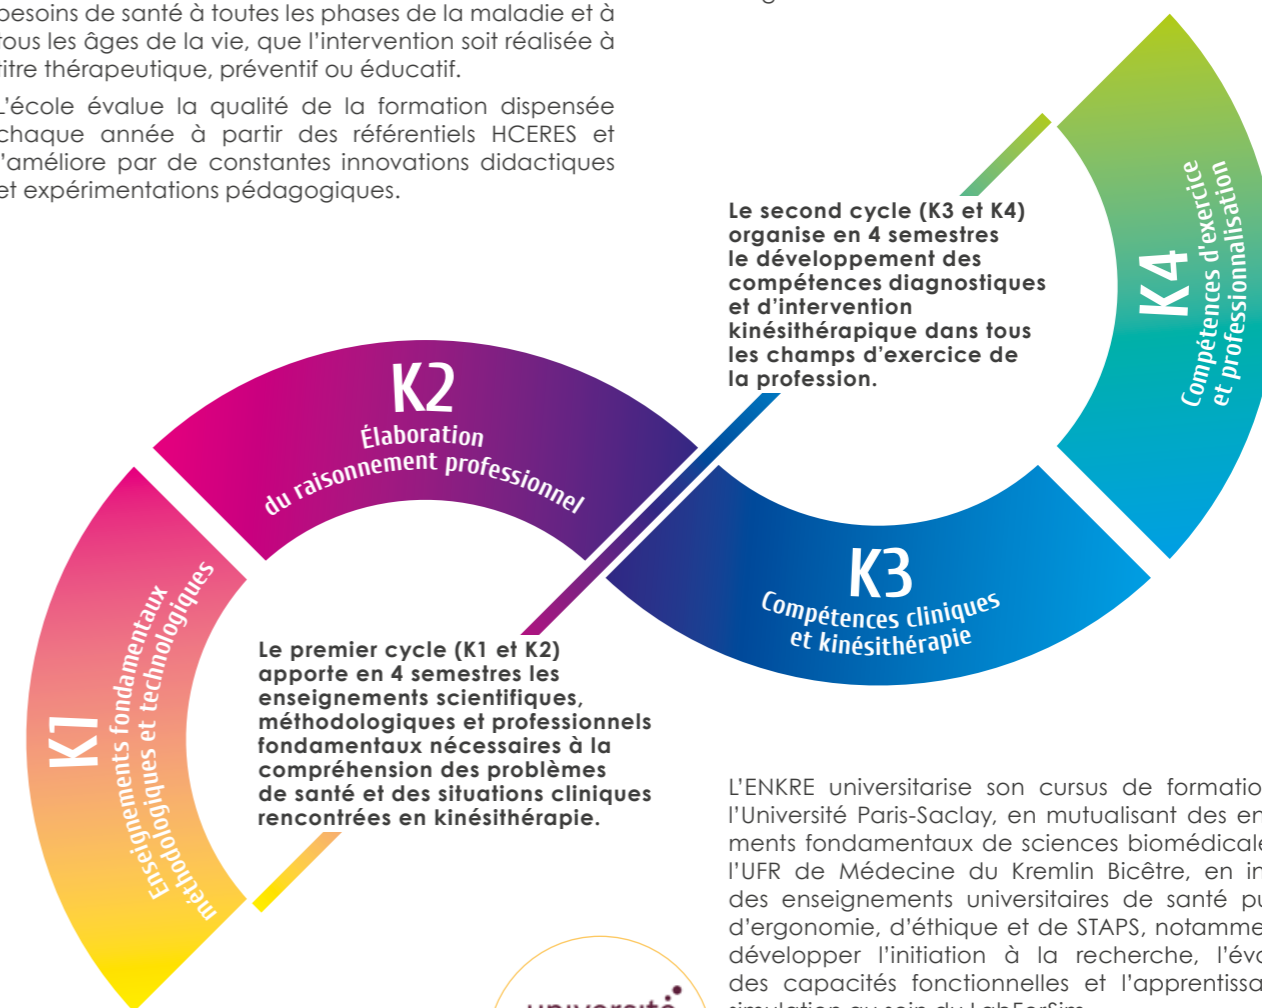 besoins de santé à toutes les phases de la maladie et à
tous les âges de la vie, que l'intervention soit réalisée à
titre thérapeutique, préventif ou éducatif.
L'école évalue la qualité de la formation dispensée
chaque année à partir des référentiels HCERES et
l'améliore par de constantes innovations didactiques
et expérimentations pédagogiques.
Le second cycle (K3 et K4)
organise en 4 semestres
le développement des
compétences diagnostiques
et d'intervention
kinésithérapique dans tous
les champs d'exercice de
la profession.
K4
Compétences d'exercice
et professionnalisation
K2
Élaboration
du raisonnement professionnel
K3
Compétences cliniques
et kinésithérapie
K1
Enseignements fondamentaux
méthodologiques et technologiques
Le premier cycle (K1 et K2)
apporte en 4 semestres les
enseignements scientifiques,
méthodologiques et professionnels
fondamentaux nécessaires à la
compréhension des problèmes
de santé et des situations cliniques
rencontrées en kinésithérapie.
L'ENKRE universitarise son cursus de formatio
l'Université Paris-Saclay, en mutualisant des en
ments fondamentaux de sciences biomédicale
l'UFR de Médecine du Kremlin Bicêtre, en in
des enseignements universitaires de santé pu
d'ergonomie, d'éthique et de STAPS, notamme
développer l'initiation à la recherche, l'éva
des capacités fonctionnelles et l'apprentissa
simulation au sein du LabForSim
université